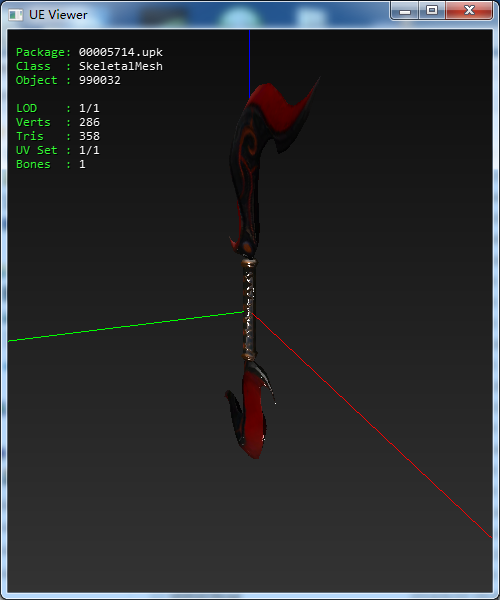 UE Viewer
Package: 00005714.upk
Class : SkeletalMesh
Object : 990032
LOD : 1/1
Verts : 286
Tris : 358
UV Set : 1/1
Bones : 1